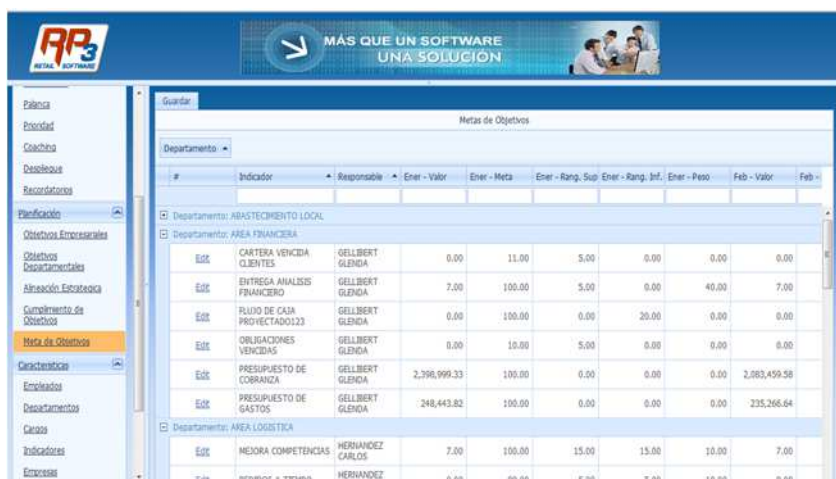 RP3
RETAIL SOFTWARE
MÁS QUE UN SOFTWARE
UNA SOLUCIÓN
Palanca
Prioridad
Coaching
Despliegue
Recordatorios
Planificación
Objetivos Empresariales
Objetivos
Departamentales
Alineación Estrategica
Cumplimiento de
Objetivos
Meta de Objetivos
Caracteristicas
Empleados
Departamentos
Cargos
Indicadores
Empresas
Guardar
Metas de Objetivos
Departamento
# Indicador Responsable Ener - Valor Ener - Meta Ener - Rang. Sup Ener - Rang. Inf. Ener - Peso Feb - Valor Feb -
Departamento: ABASTECIMIENTO LOCAL
Departamento: AREA FINANCIERA
Edit CARTERA VENCIDA CLIENTES GELLIBERT GLENDA 0.00 11.00 5.00 0.00 0.00 0.00
Edit ENTREGA ANALISIS FINANCIERO GELLIBERT GLENDA 7.00 100.00 5.00 0.00 40.00 7.00
Edit FLUJO DE CAJA PROYECTADO123 GELLIBERT GLENDA 0.00 100.00 0.00 20.00 0.00 0.00
Edit OBLIGACIONES VENCIDAS GELLIBERT GLENDA 0.00 10.00 5.00 0.00 0.00 0.00
Edit PRESUPUESTO DE COBRANZA GELLIBERT GLENDA 2,398,999.33 100.00 0.00 0.00 0.00 2,083,459.58
Edit PRESUPUESTO DE GASTOS GELLIBERT GLENDA 248,443.82 100.00 0.00 0.00 0.00 235,266.64
Departamento: AREA LOGISTICA
Edit MEJORA COMPETENCIAS HERNANDEZ CARLOS 7.00 100.00 15.00 15.00 10.00 7.00
HERNANDEZ